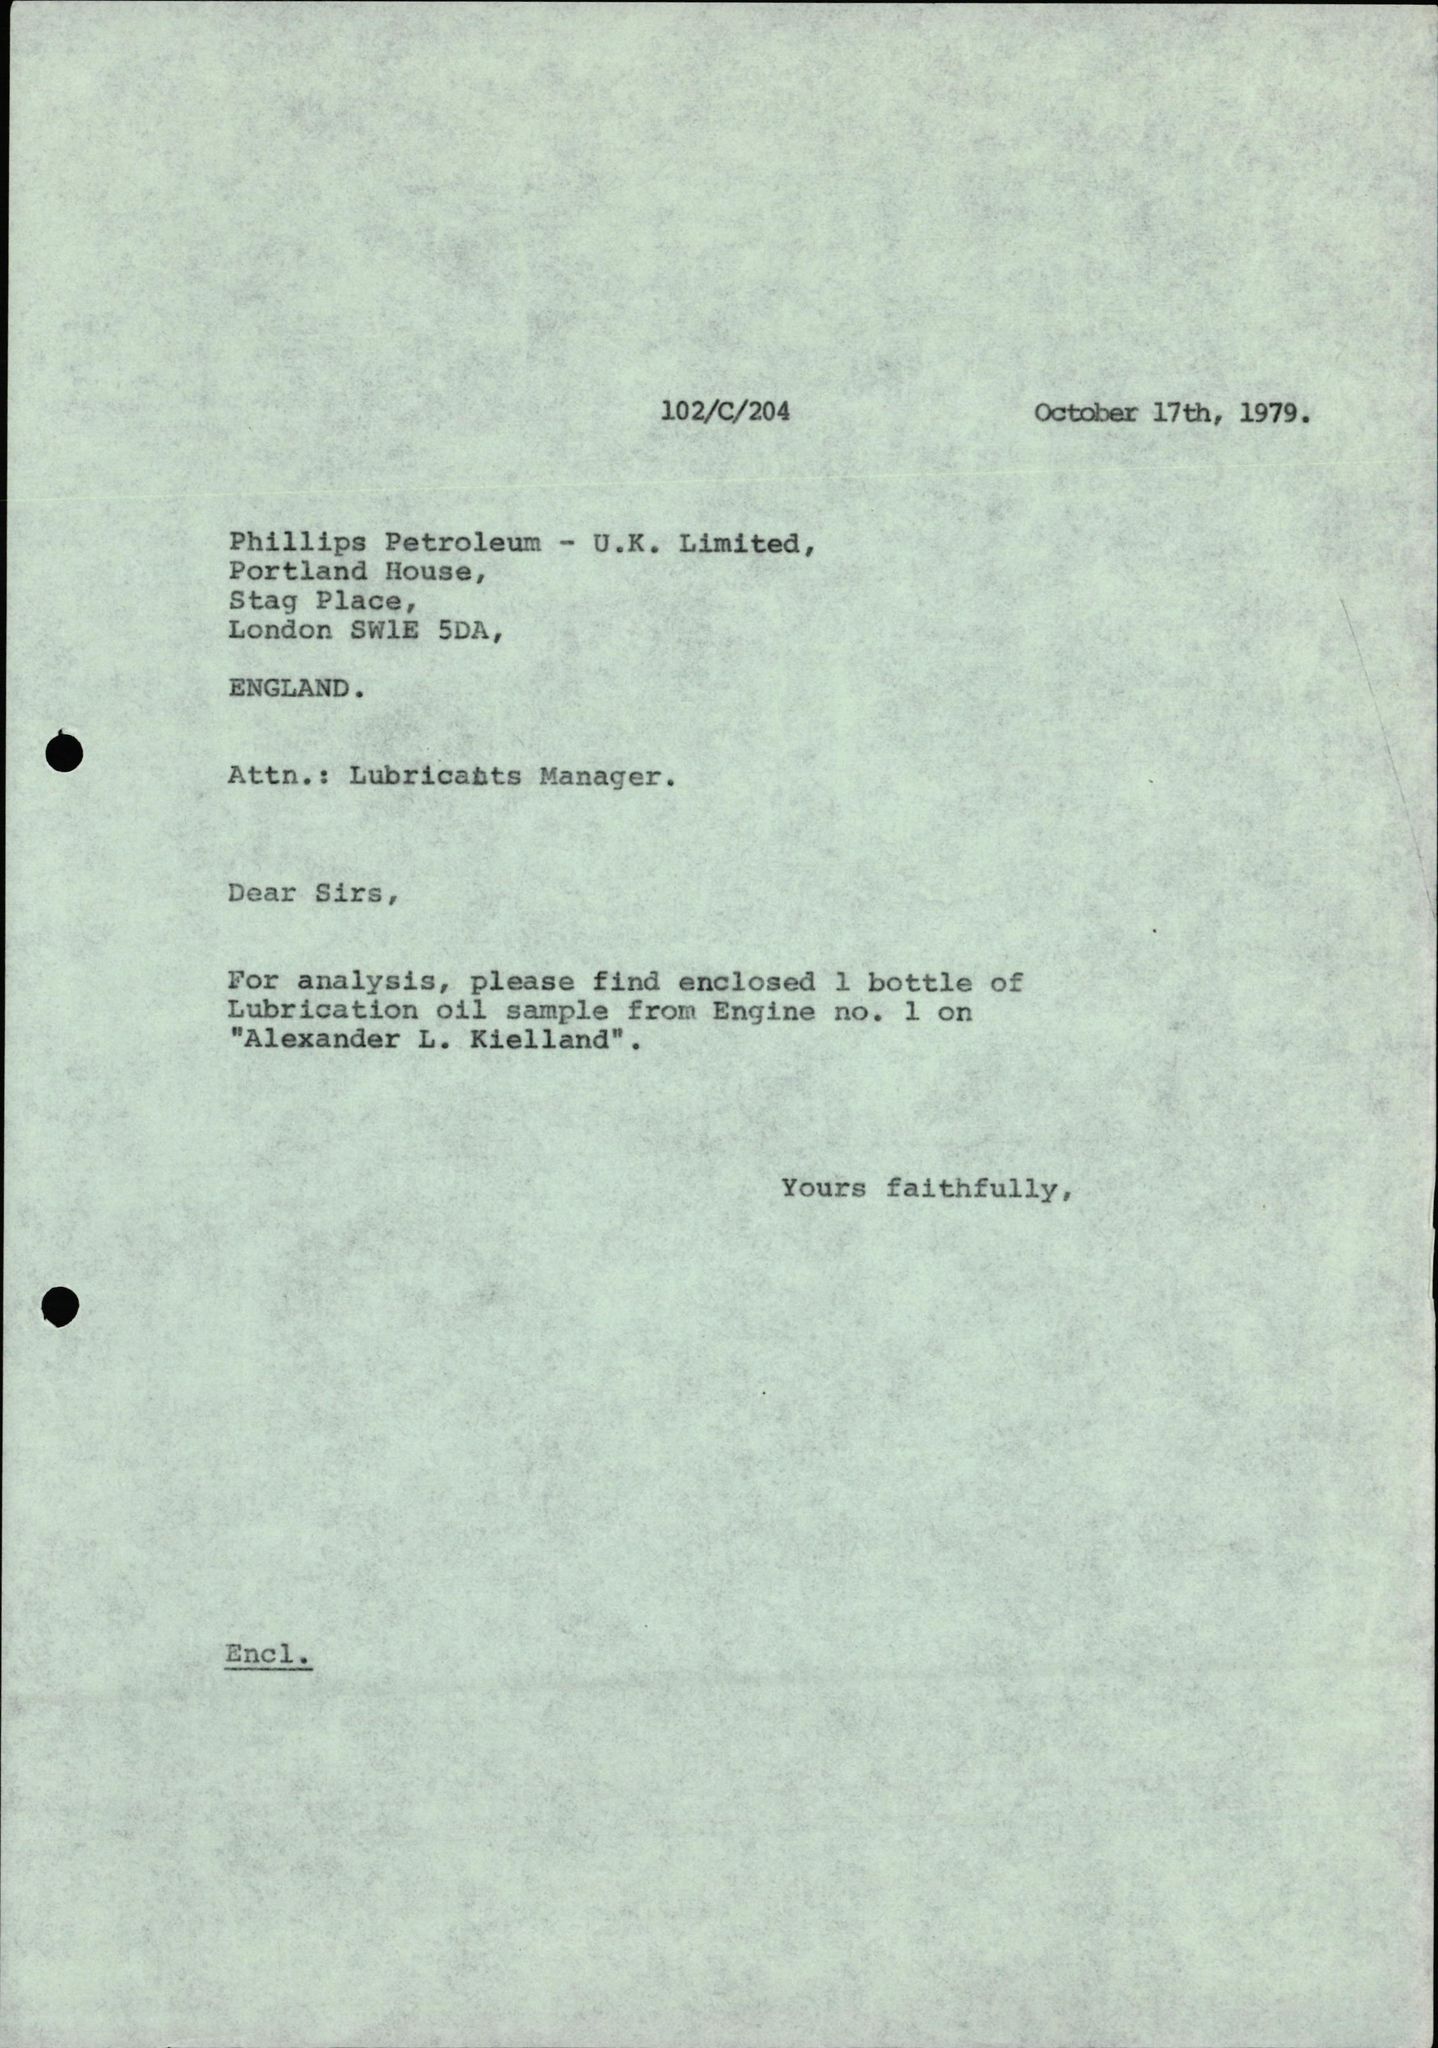 102/C/204 October 17th, 1979.
Phillips Petroleum - U.K. Limited,
Portland House,
Stag Place,
London SW1E 5DA,
ENGLAND.
Attn.: Lubricants Manager.
Dear Sirs,
For analysis, please find enclosed 1 bottle of
Lubrication oil sample from Engine no. 1 on
"Alexander L. Kielland".
Yours faithfully,
Encl.